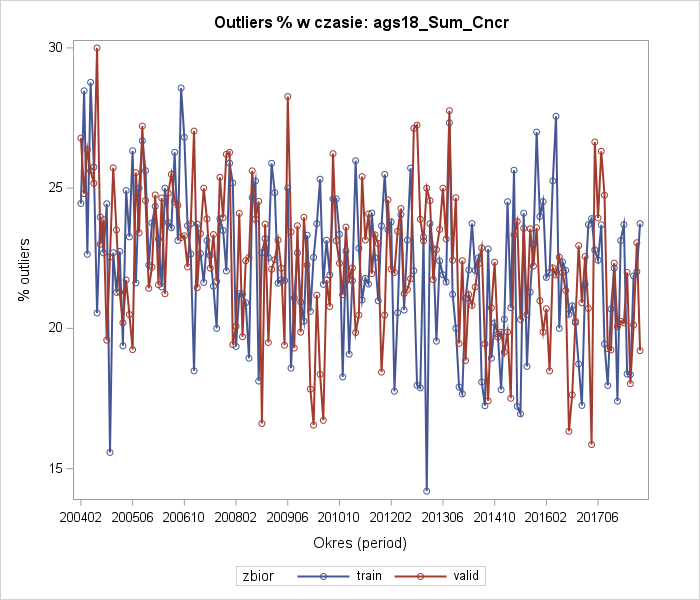 Outliers % w czasie: ags18_Sum_Cncr
% outliers
30
25
20
15
200402 200506 200610 200802 200906 201010 201202 201306 201410 201602 201706
Okres (period)
zbior train valid